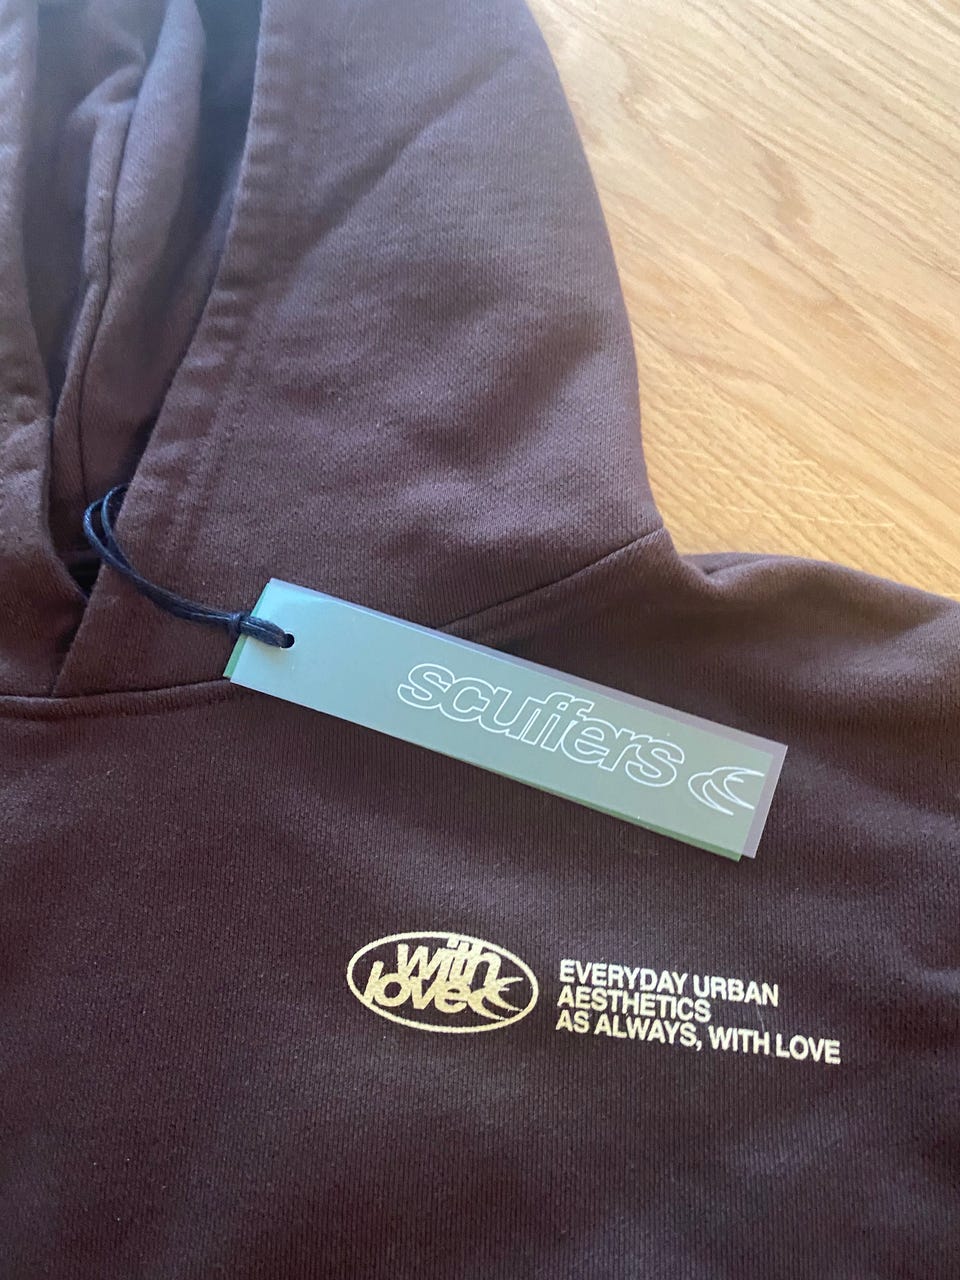 scuffers
with
love
EVERYDAY URBAN
AESTHETICS
AS ALWAYS, WITH LOVE